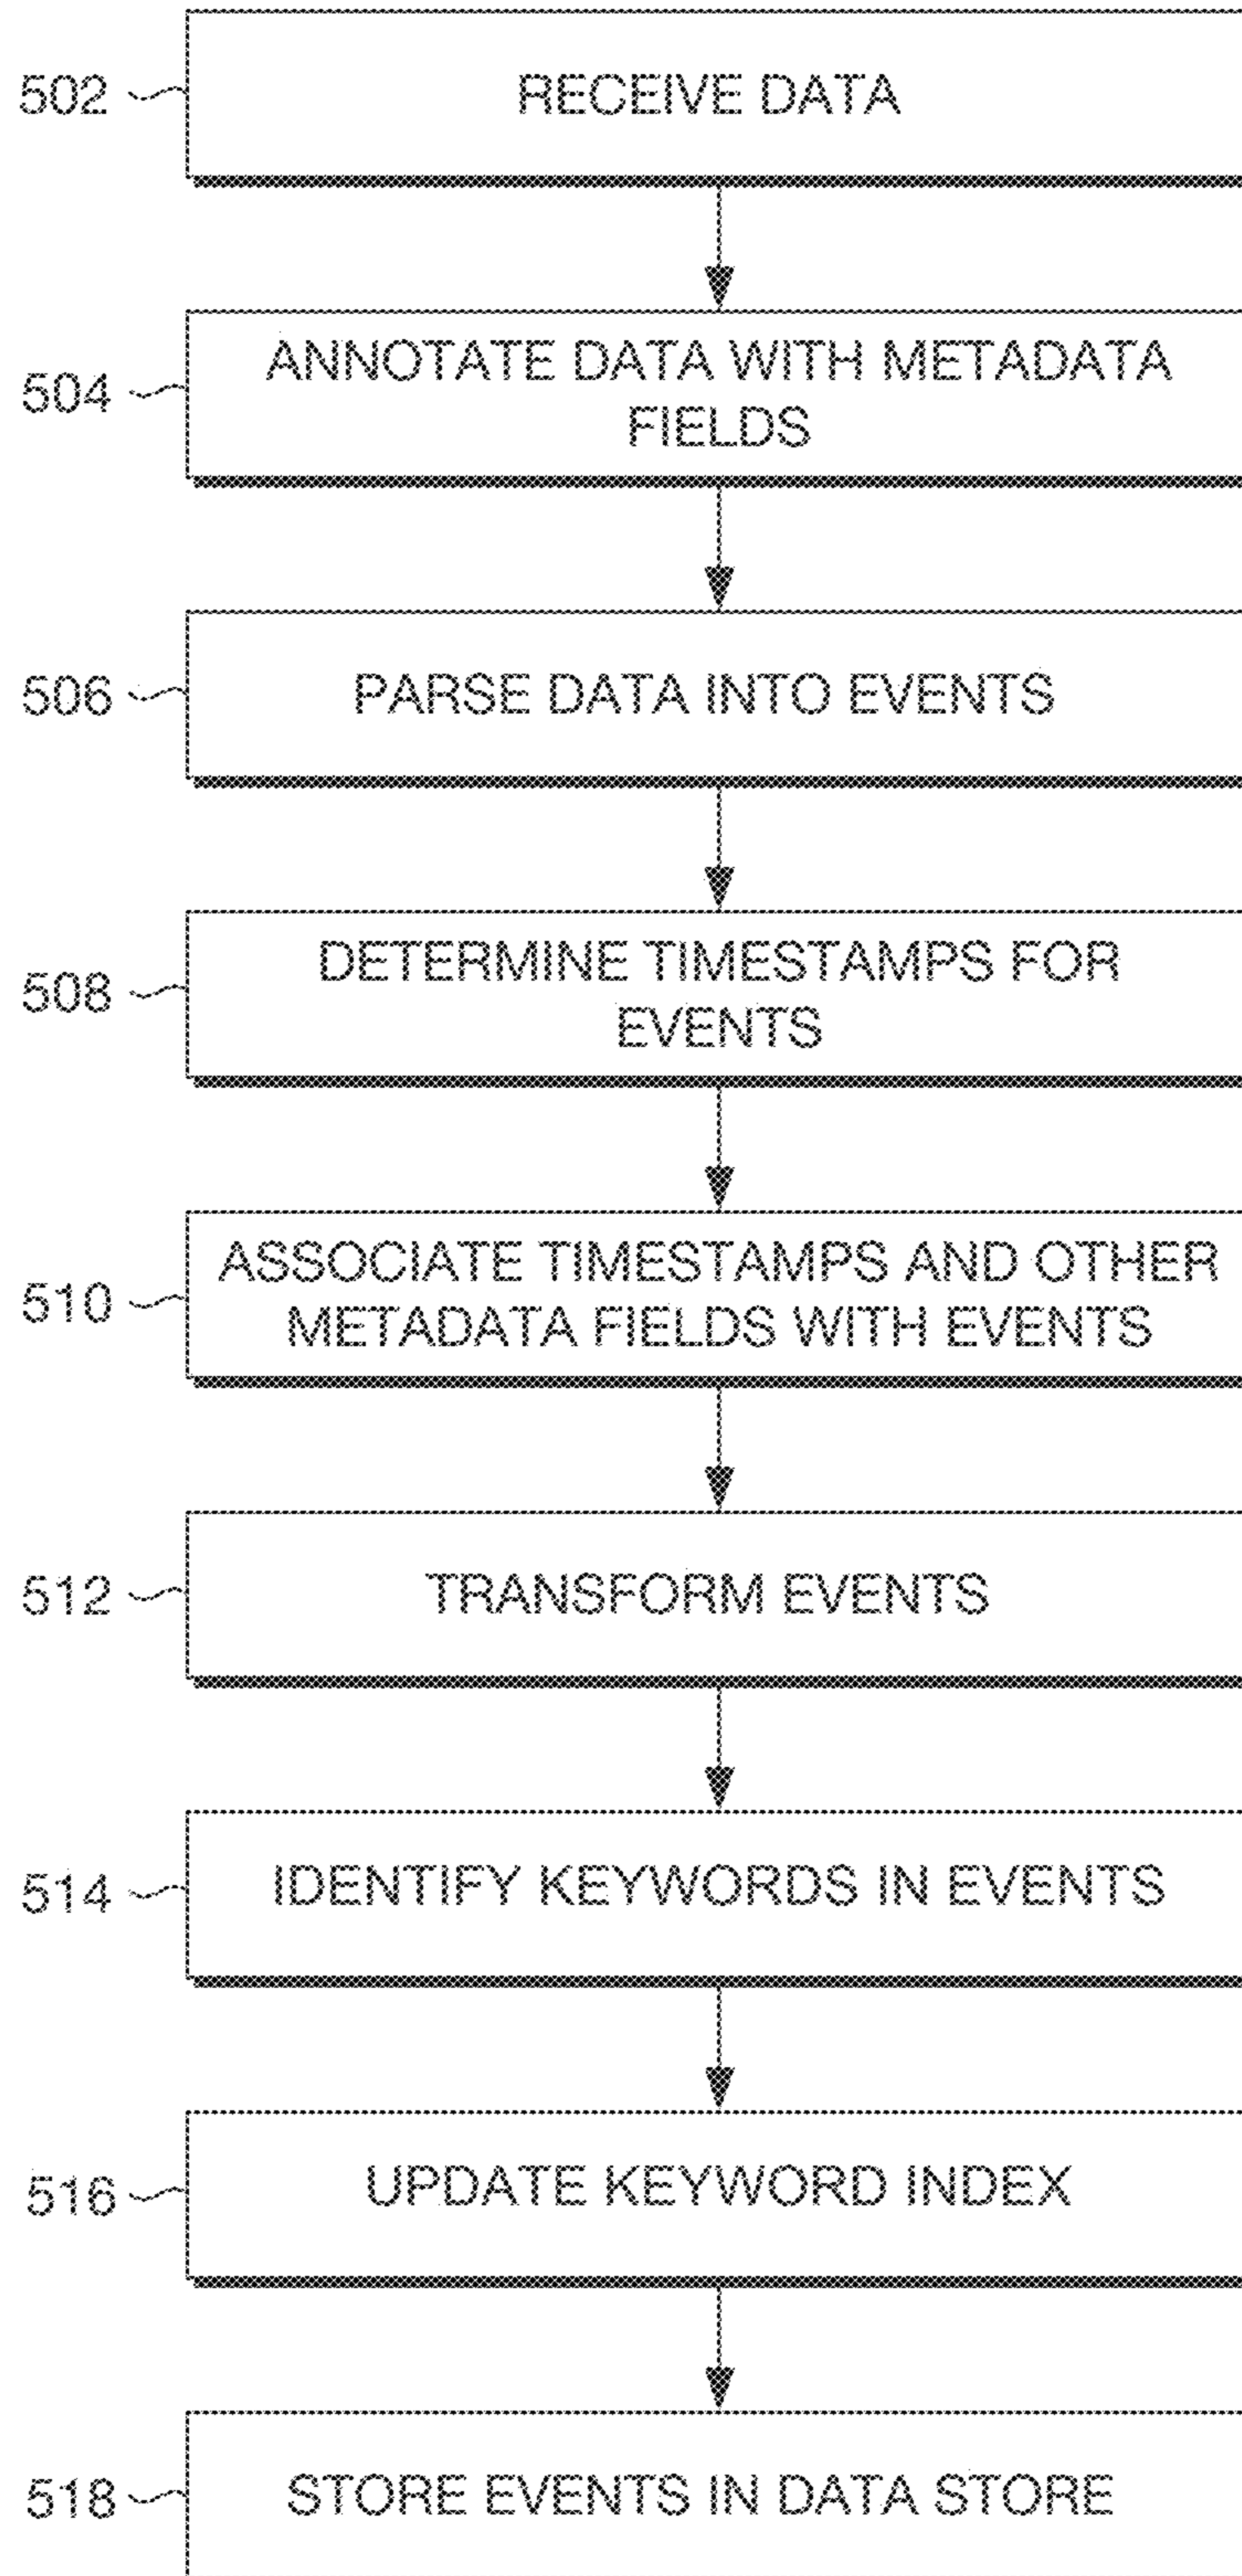 502
RECEIVE DATA
504
ANNOTATE DATA WITH METADATA
FIELDS
506
PARSE DATA INTO EVENTS
508
DETERMINE TIMESTAMPS FOR
EVENTS
510
ASSOCIATE TIMESTAMPS AND OTHER
METADATA FIELDS WITH EVENTS
512
TRANSFORM EVENTS
514
IDENTIFY KEYWORDS IN EVENTS
516
UPDATE KEYWORD INDEX
518
STORE EVENTS IN DATA STORE